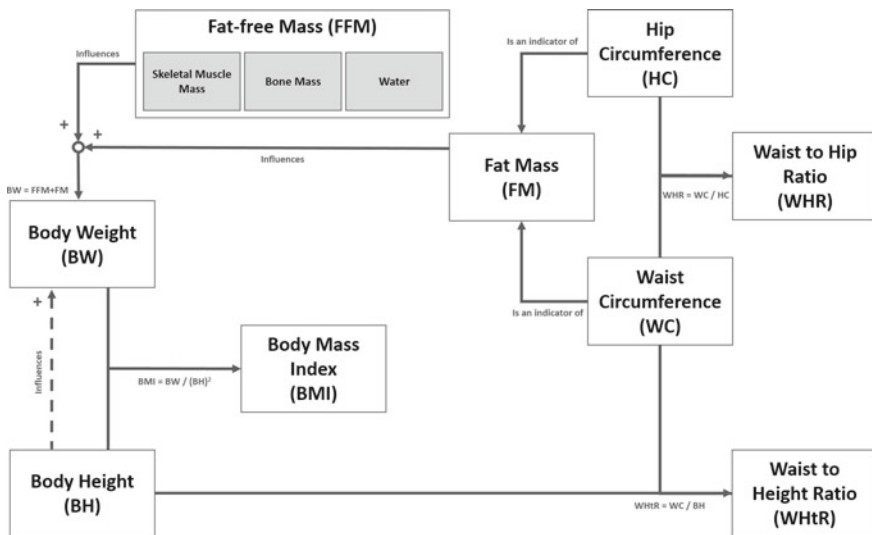 Fat-free Mass (FFM)
Skeletal Muscle
Mass
Bone Mass
Water
Influences
+
+
BW = FFM+FM
Influences
Is an indicator of
Hip
Circumference
(HC)
Fat Mass
(FM)
Waist to Hip
Ratio
(WHR)
WHR = WC / HC
Body Weight
(BW)
Waist
Circumference
(WC)
Is an indicator of
+
Influences
Body Mass
Index
(BMI)
BMI = BW / (BH)²
Body Height
(BH)
Waist to
Height Ratio
(WHtR)
WHtR = WC / BH